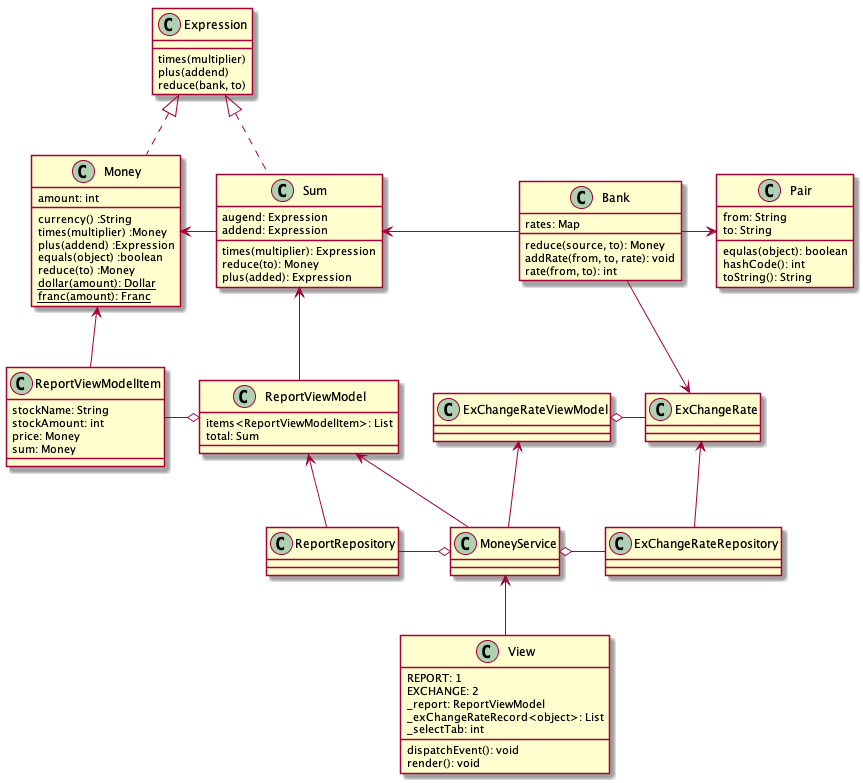 C Expression
times(multiplier)
plus(addend)
reduce(bank, to)
C Money
amount: int
currency() :String
times(multiplier) :Money
plus(addend) :Expression
equals(object) :boolean
reduce(to) :Money
dollar(amount): Dollar
franc(amount): Franc
C Sum
augend: Expression
addend: Expression
times(multiplier): Expression
reduce(to): Money
plus(added): Expression
C Bank
rates: Map
reduce(source, to): Money
addRate(from, to, rate): void
rate(from, to): int
C Pair
from: String
to: String
equlas(object): boolean
hashCode(): int
toString(): String
C ReportViewModelItem
stockName: String
stockAmount: int
price: Money
sum: Money
C ReportViewModel
items<ReportViewModelItem>: List
total: Sum
C ExChangeRateViewModel
C ExChangeRate
C ReportRepository
C MoneyService
C ExChangeRateRepository
C View
REPORT: 1
EXCHANGE: 2
_report: ReportViewModel
_exChangeRateRecord<object>: List
_selectTab: int
dispatchEvent(): void
render(): void